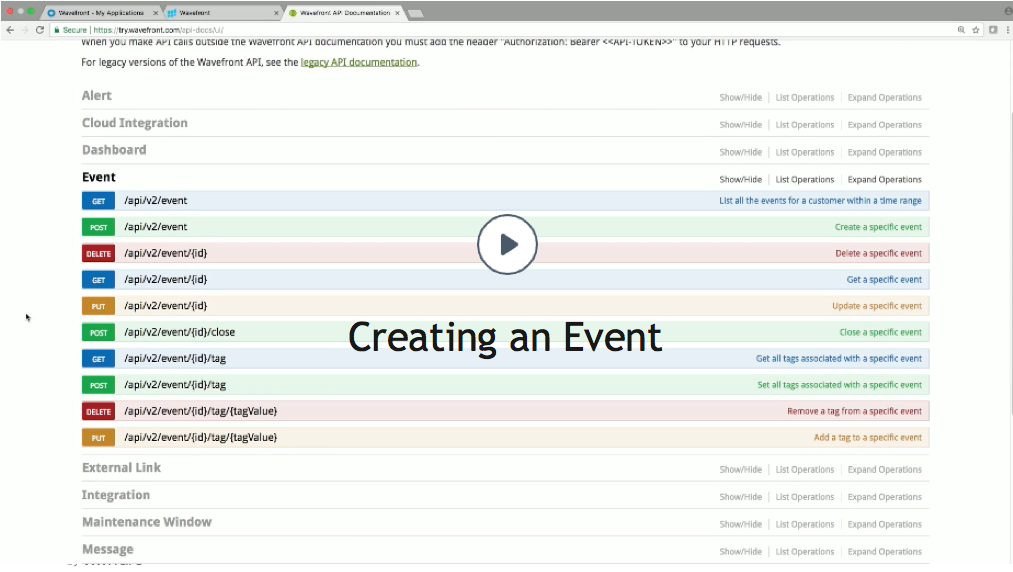 Wavefront - My Applications
Wavefront
Wavefront API Documentation
Secure | https://try.wavefront.com/api-docs/ui/
When you make API calls outside the Wavefront API documentation you must add the header "Authorization: Bearer <<API-TOKEN>>" to your HTTP requests.
For legacy versions of the Wavefront API, see the legacy API documentation.
Alert Show/Hide List Operations Expand Operations
Cloud Integration Show/Hide List Operations Expand Operations
Dashboard Show/Hide List Operations Expand Operations
Event Show/Hide List Operations Expand Operations
GET /api/v2/event List all the events for a customer within a time range
POST /api/v2/event Create a specific event
DELETE /api/v2/event/{id} Delete a specific event
GET /api/v2/event/{id} Get a specific event
PUT /api/v2/event/{id} Update a specific event
POST /api/v2/event/{id}/close Close a specific event
Creating an Event
GET /api/v2/event/{id}/tag Get all tags associated with a specific event
POST /api/v2/event/{id}/tag Set all tags associated with a specific event
DELETE /api/v2/event/{id}/tag/{tagValue} Remove a tag from a specific event
PUT /api/v2/event/{id}/tag/{tagValue} Add a tag to a specific event
External Link Show/Hide List Operations Expand Operations
Integration Show/Hide List Operations Expand Operations
Maintenance Window Show/Hide List Operations Expand Operations
Message Show/Hide List Operations Expand Operations